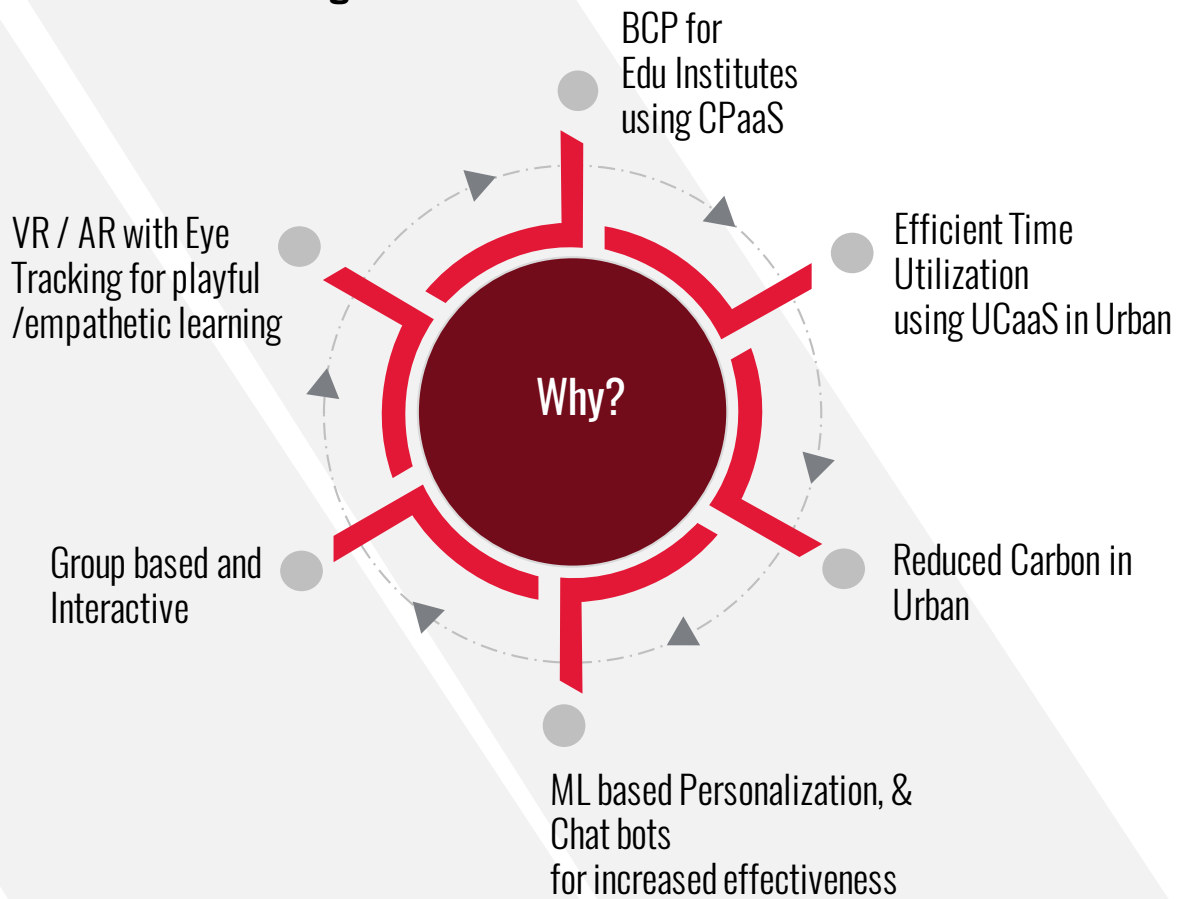 BCP for
Edu Institutes
using CPaaS
Efficient Time
Utilization
using UCaaS in Urban
Reduced Carbon in
Urban
ML based Personalization, &
Chat bots
for increased effectiveness
Group based and
Interactive
VR / AR with Eye
Tracking for playful
/empathetic learning
Why?